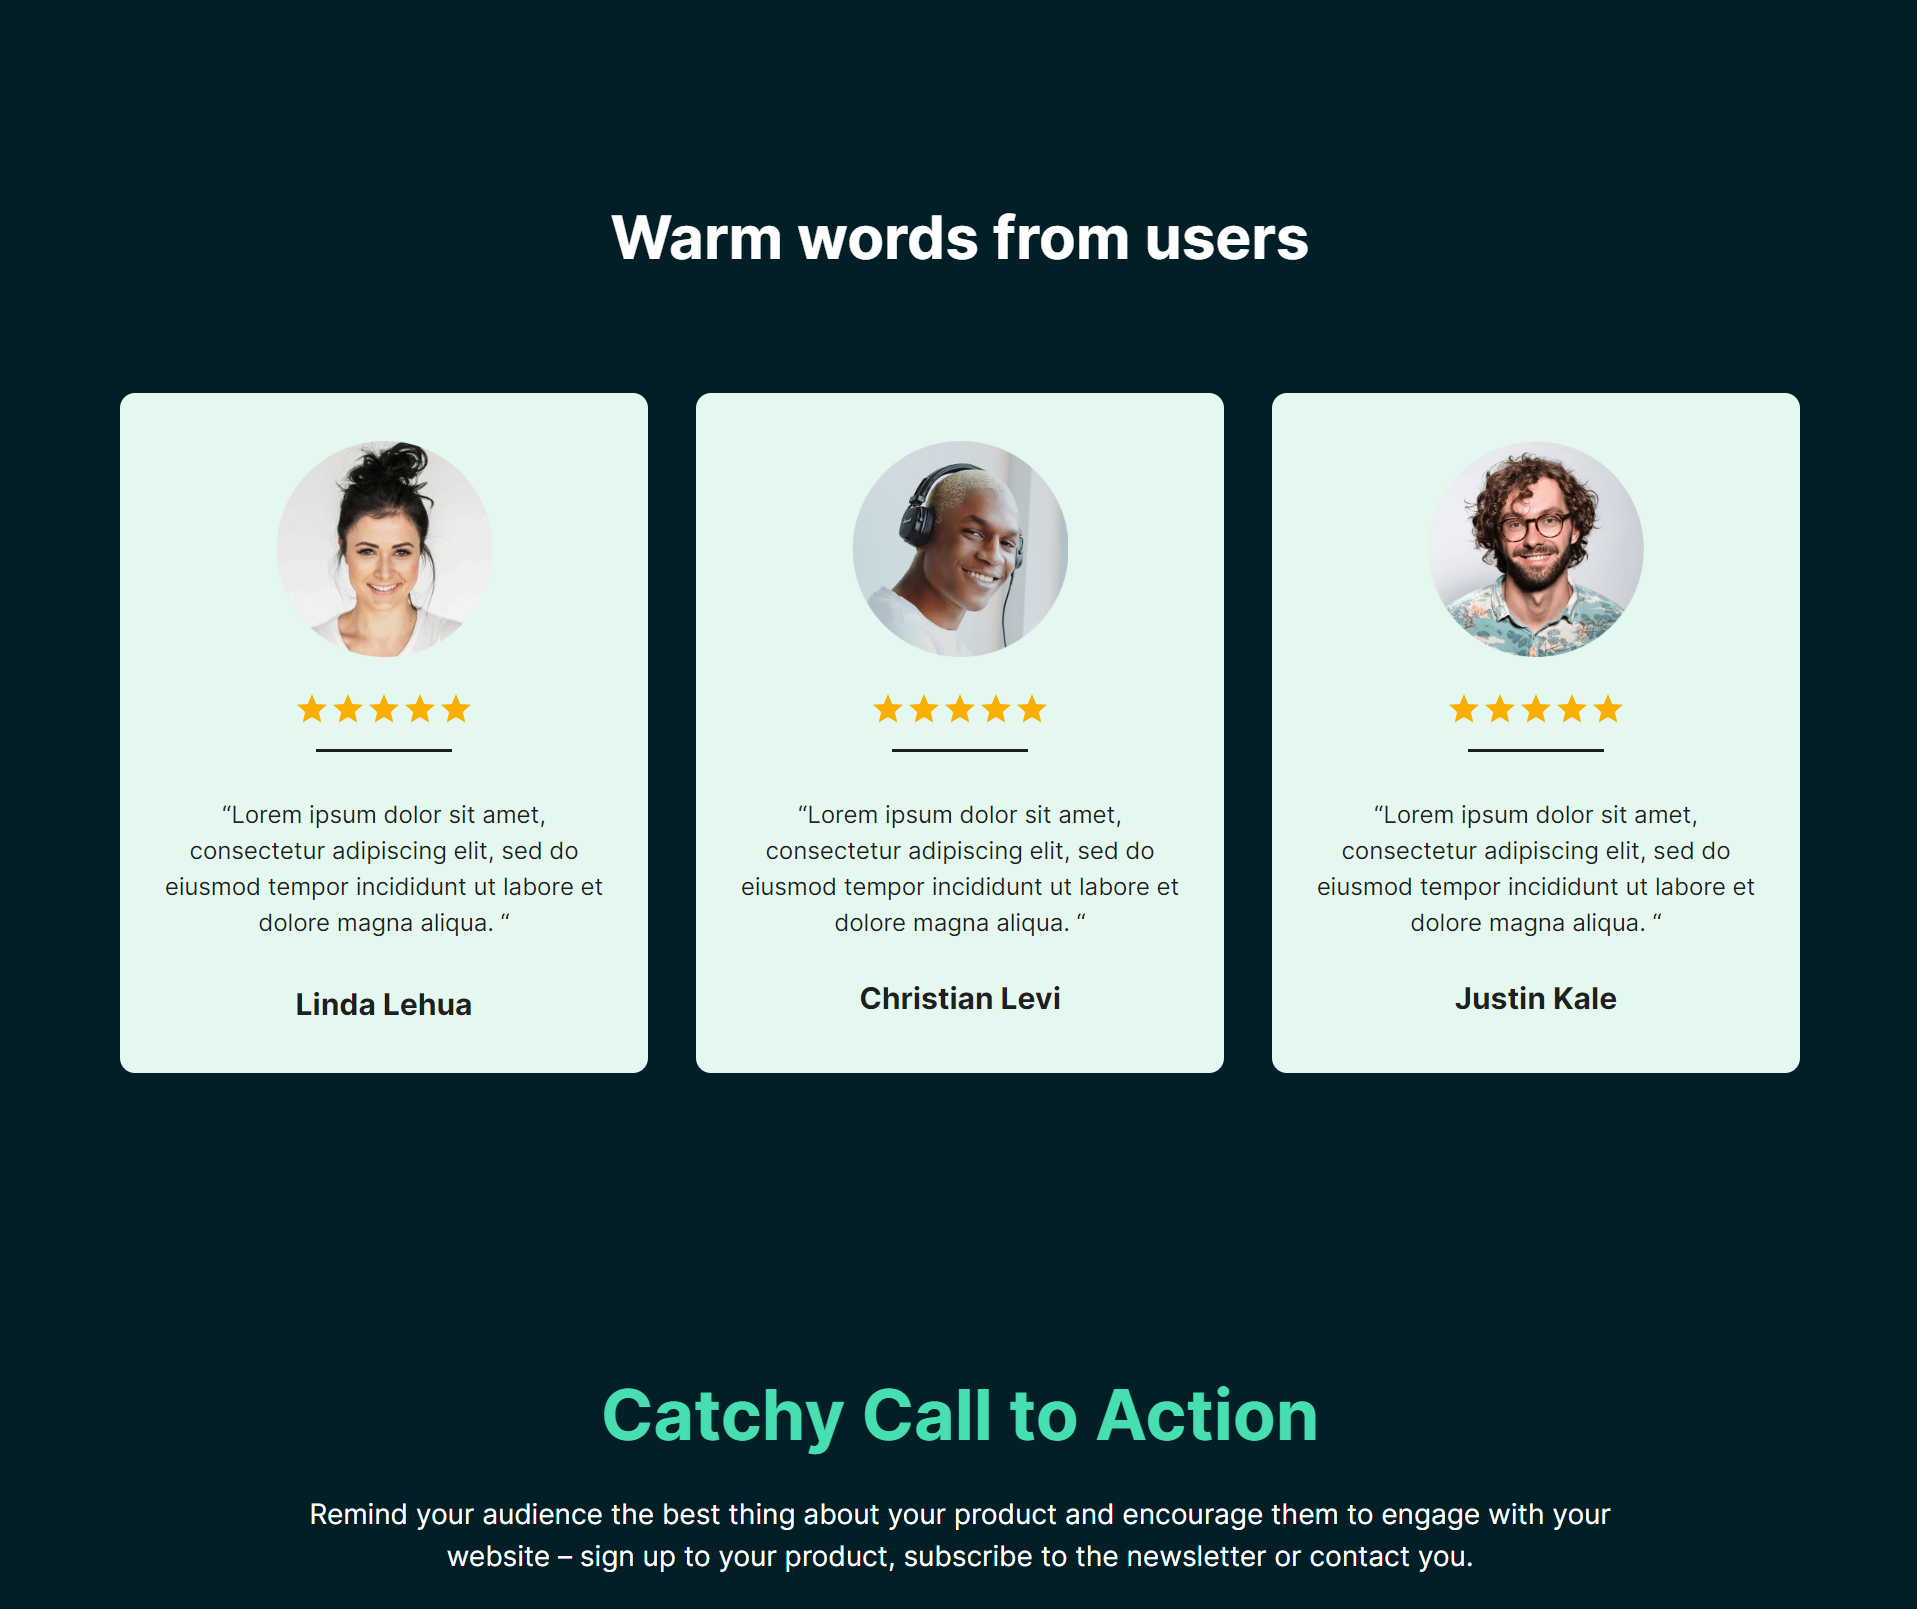 Warm words from users
“Lorem ipsum dolor sit amet,
consectetur adipiscing elit, sed do
eiusmod tempor incididunt ut labore et
dolore magna aliqua. “
Linda Lehua
“Lorem ipsum dolor sit amet,
consectetur adipiscing elit, sed do
eiusmod tempor incididunt ut labore et
dolore magna aliqua. “
Christian Levi
“Lorem ipsum dolor sit amet,
consectetur adipiscing elit, sed do
eiusmod tempor incididunt ut labore et
dolore magna aliqua. “
Justin Kale
Catchy Call to Action
Remind your audience the best thing about your product and encourage them to engage with your
website – sign up to your product, subscribe to the newsletter or contact you.